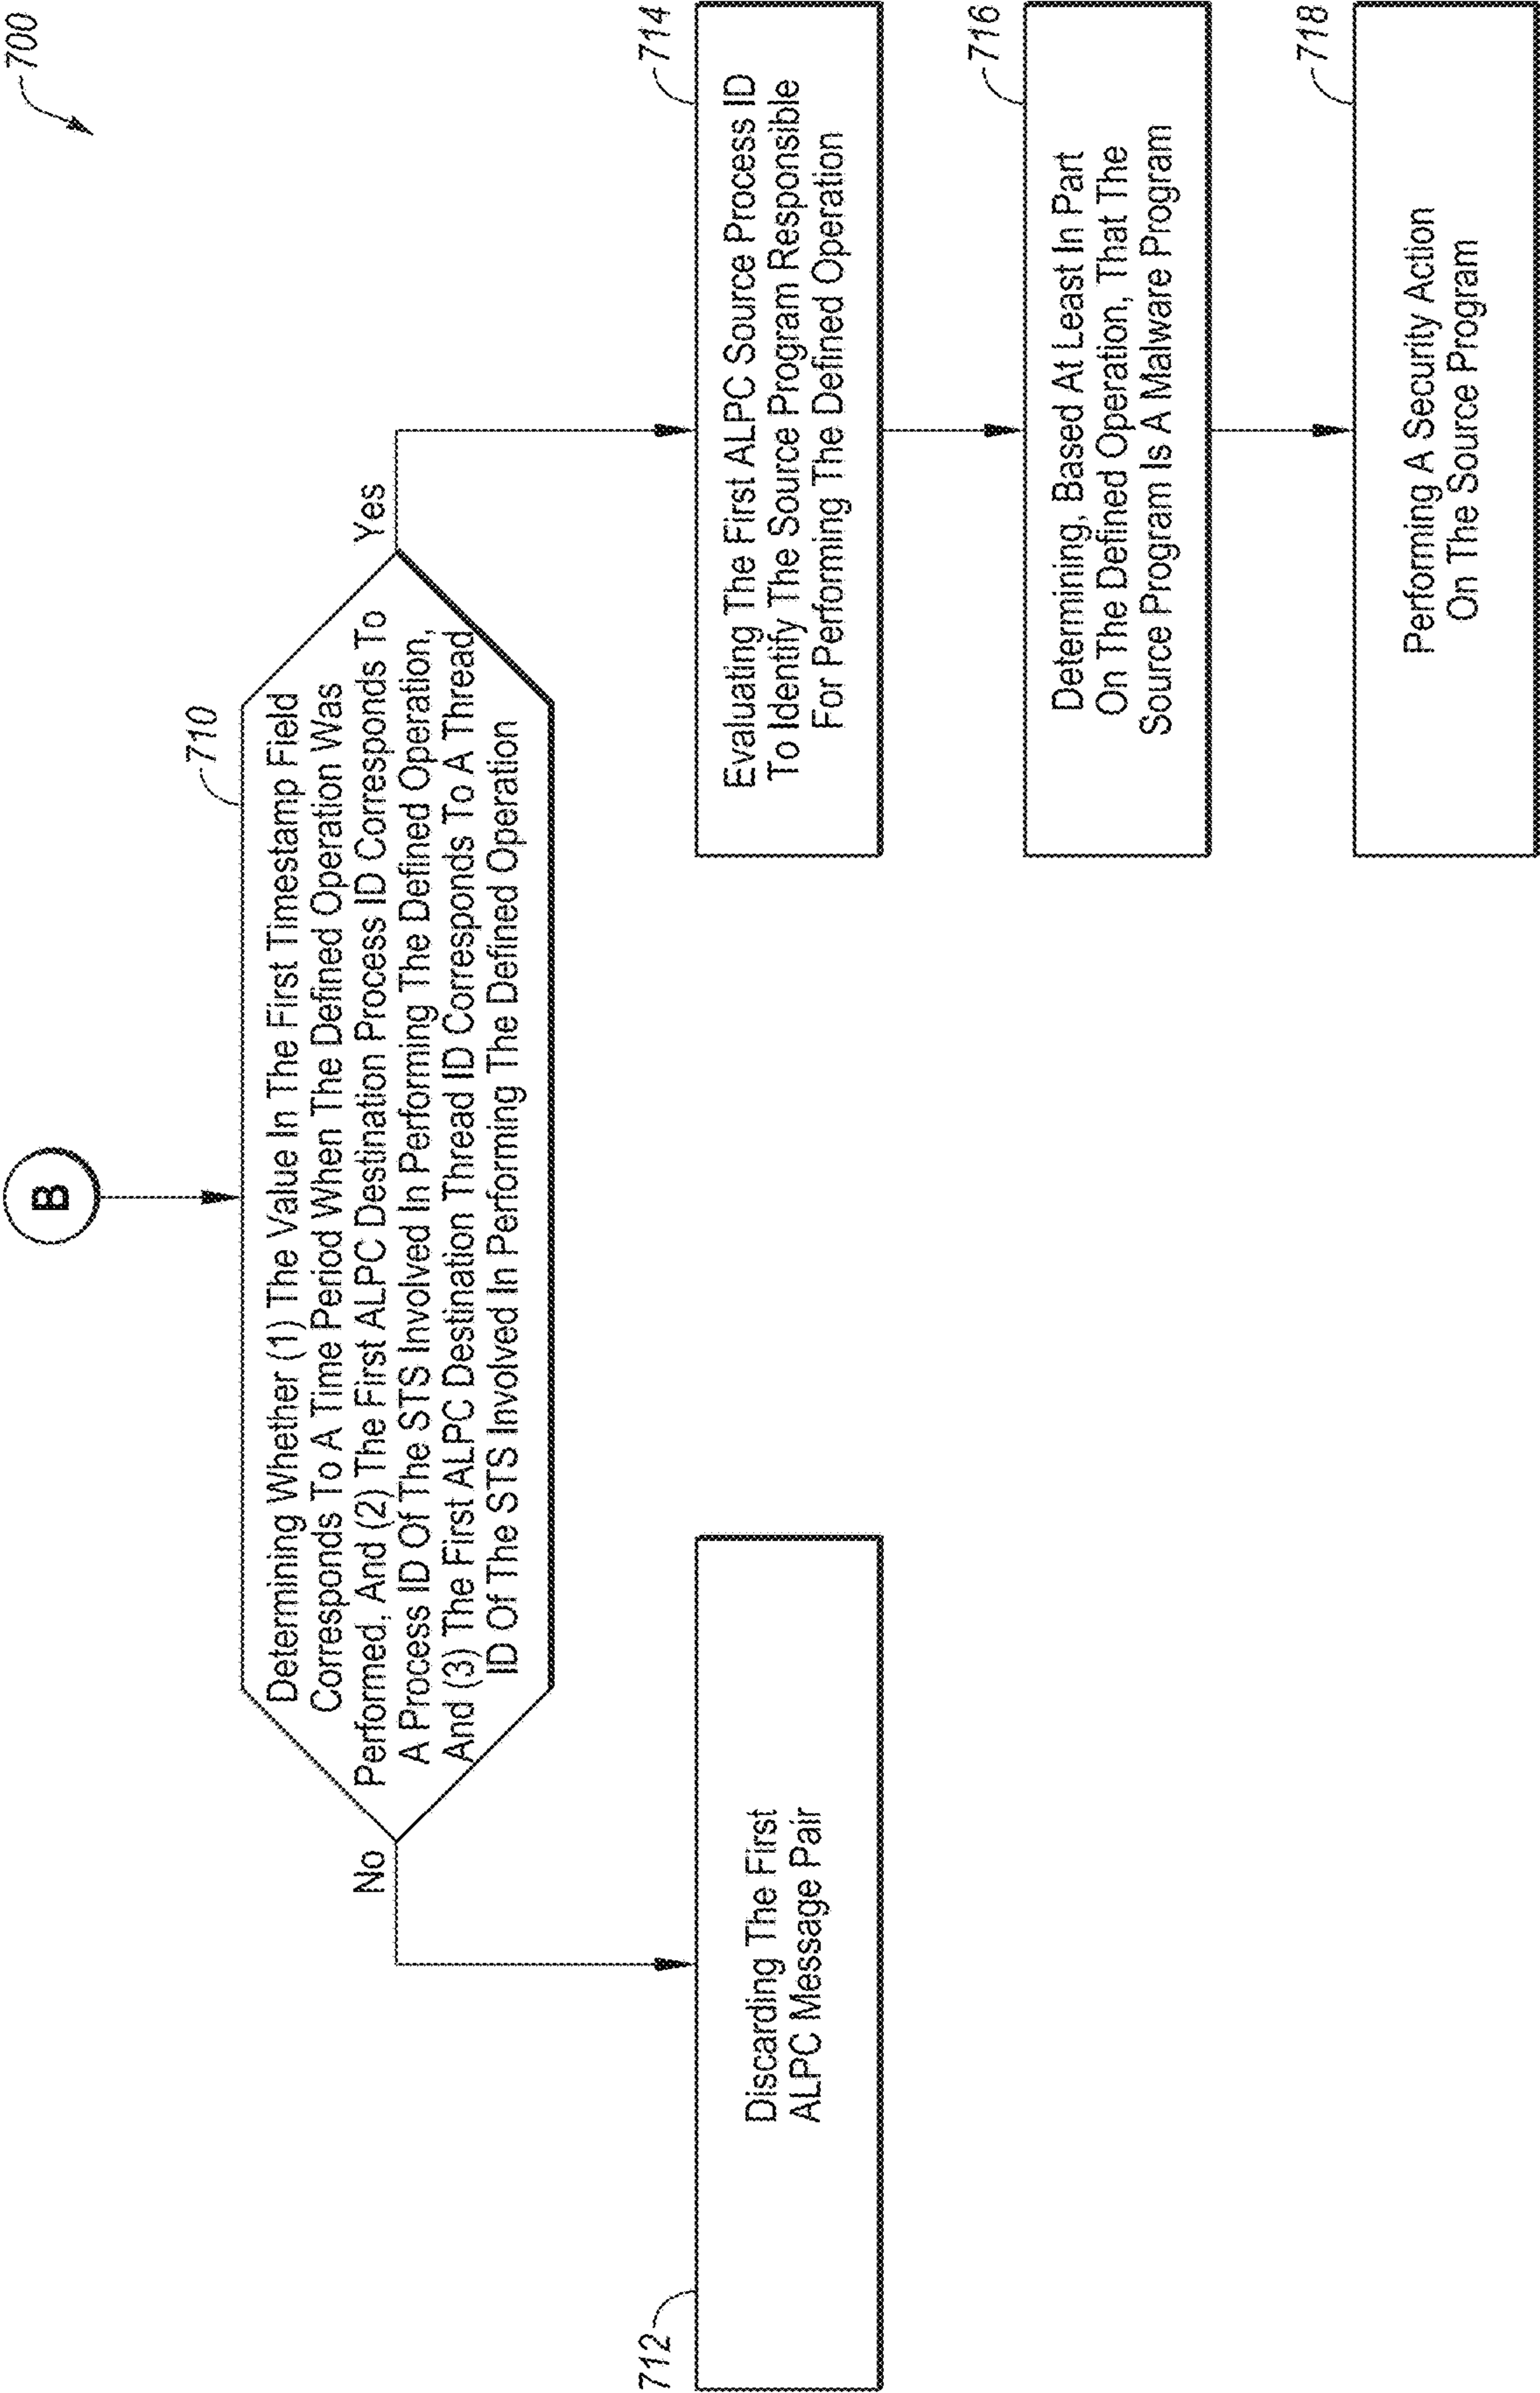 700
B
710
Determining Whether (1) The Value In The First Timestamp Field
Corresponds To A Time Period When The Defined Operation Was
Performed, And (2) The First ALPC Destination Process ID Corresponds To
A Process ID Of The STS Involved In Performing The Defined Operation,
And (3) The First ALPC Destination Thread ID Corresponds To A Thread
ID Of The STS Involved In Performing The Defined Operation
No
Yes
712
Discarding The First
ALPC Message Pair
714
Evaluating The First ALPC Source Process ID
To Identify The Source Program Responsible
For Performing The Defined Operation
716
Determining, Based At Least In Part
On The Defined Operation, That The
Source Program Is A Malware Program
718
Performing A Security Action
On The Source Program